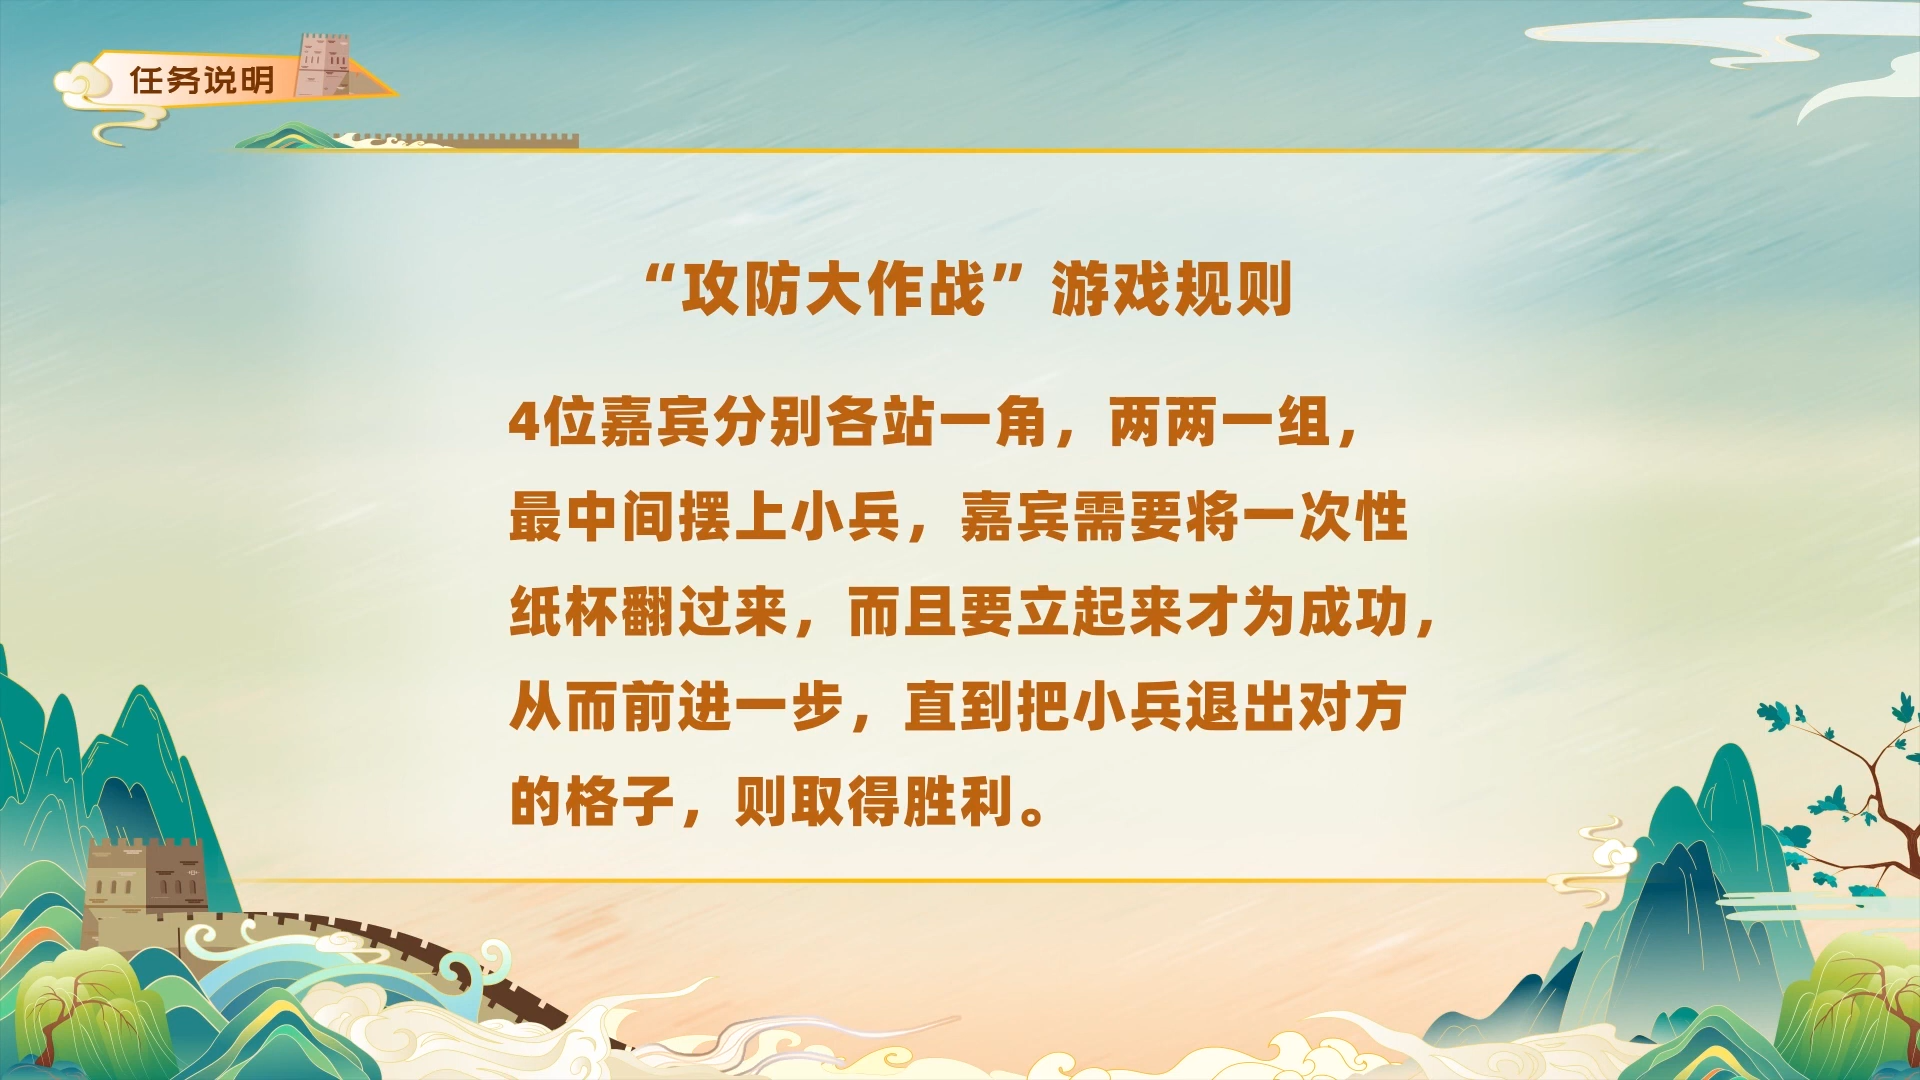 任务说明
“攻防大作战”游戏规则
4位嘉宾分别各站一角，两两一组，
最中间摆上小兵，嘉宾需要将一次性
纸杯翻过来，而且要立起来才为成功，
从而前进一步，直到把小兵退出对方
的格子，则取得胜利。